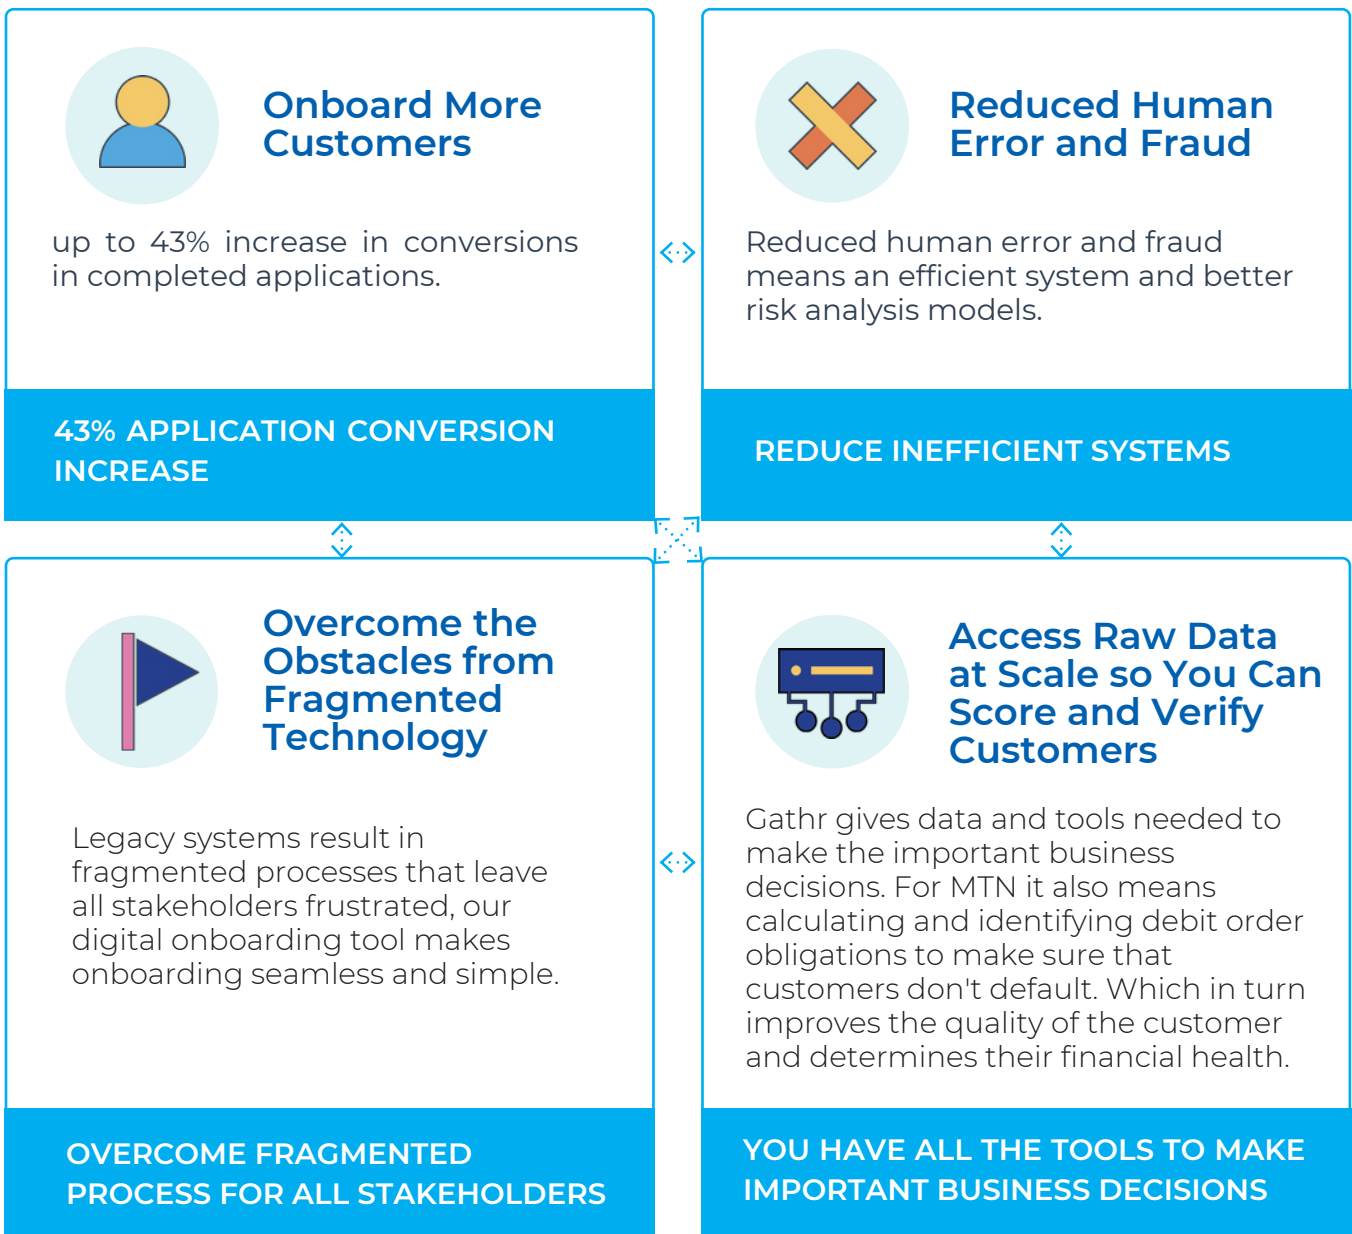 Onboard More
Customers
up to 43% increase in conversions
in completed applications.
43% APPLICATION CONVERSION
INCREASE
Reduced Human
Error and Fraud
Reduced human error and fraud
means an efficient system and better
risk analysis models.
REDUCE INEFFICIENT SYSTEMS
Overcome the
Obstacles from
Fragmented
Technology
Legacy systems result in
fragmented processes that leave
all stakeholders frustrated, our
digital onboarding tool makes
onboarding seamless and simple.
OVERCOME FRAGMENTED
PROCESS FOR ALL STAKEHOLDERS
Access Raw Data
at Scale so You Can
Score and Verify
Customers
Gathr gives data and tools needed to
make the important business
decisions. For MTN it also means
calculating and identifying debit order
obligations to make sure that
customers don't default. Which in turn
improves the quality of the customer
and determines their financial health.
YOU HAVE ALL THE TOOLS TO MAKE
IMPORTANT BUSINESS DECISIONS